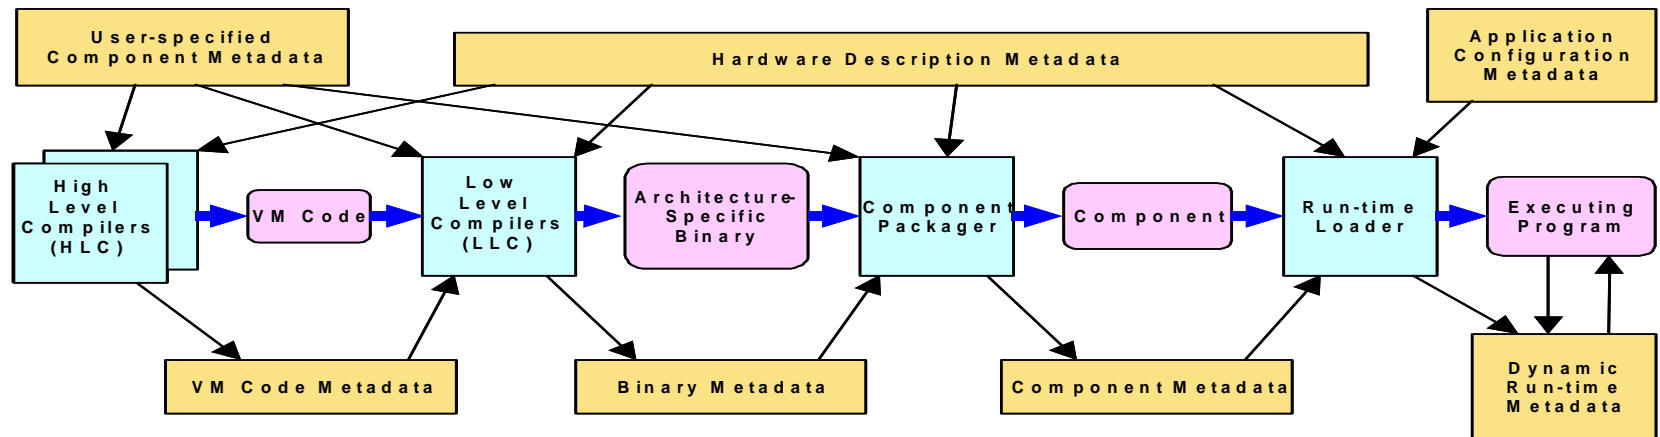 User-specified
Component Metadata
Hardware Description Metadata
Application
Configuration
Metadata
High
Level
Compilers
(HLC)
VM Code
Low
Level
Compilers
(LLC)
Architecture-
Specific
Binary
Component
Packager
Component
Run-time
Loader
Executing
Program
VM Code Metadata
Binary Metadata
Component Metadata
Dynamic
Run-time
Metadata